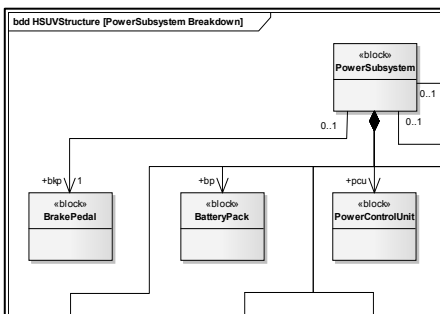 bdd HSUVStructure [PowerSubsystem Breakdown]
«block»
PowerSubsystem
0..1
0..1
0..1
+bkp 1
+bp
+pcu
«block»
BrakePedal
«block»
BatteryPack
«block»
PowerControlUnit